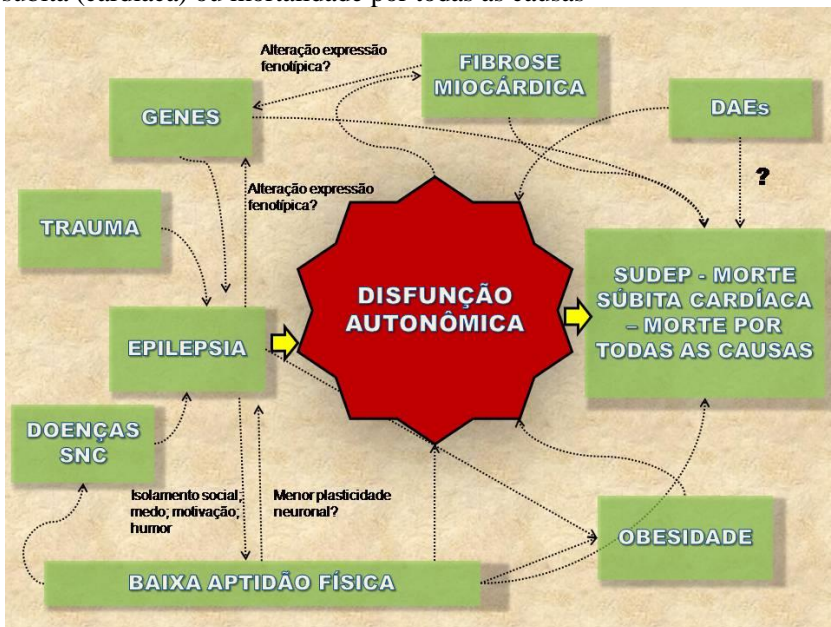 súbita (cardíaca) ou mortalidade por todas as causas
Alteração expressão
fenotípica?
FIBROSE
MIOCÁRDICA
GENES
DAEs
Alteração expressão
fenotípica?
?
TRAUMA
DISFUNÇÃO
AUTONÔMICA
SUDEP - MORTE
SÚBITA CARDÍACA
– MORTE POR
TODAS AS CAUSAS
EPILEPSIA
DOENÇAS
SNC
Isolamento social;
medo; motivação;
humor
Menor plasticidade
neuronal?
OBESIDADE
BAIXA APTIDÃO FÍSICA